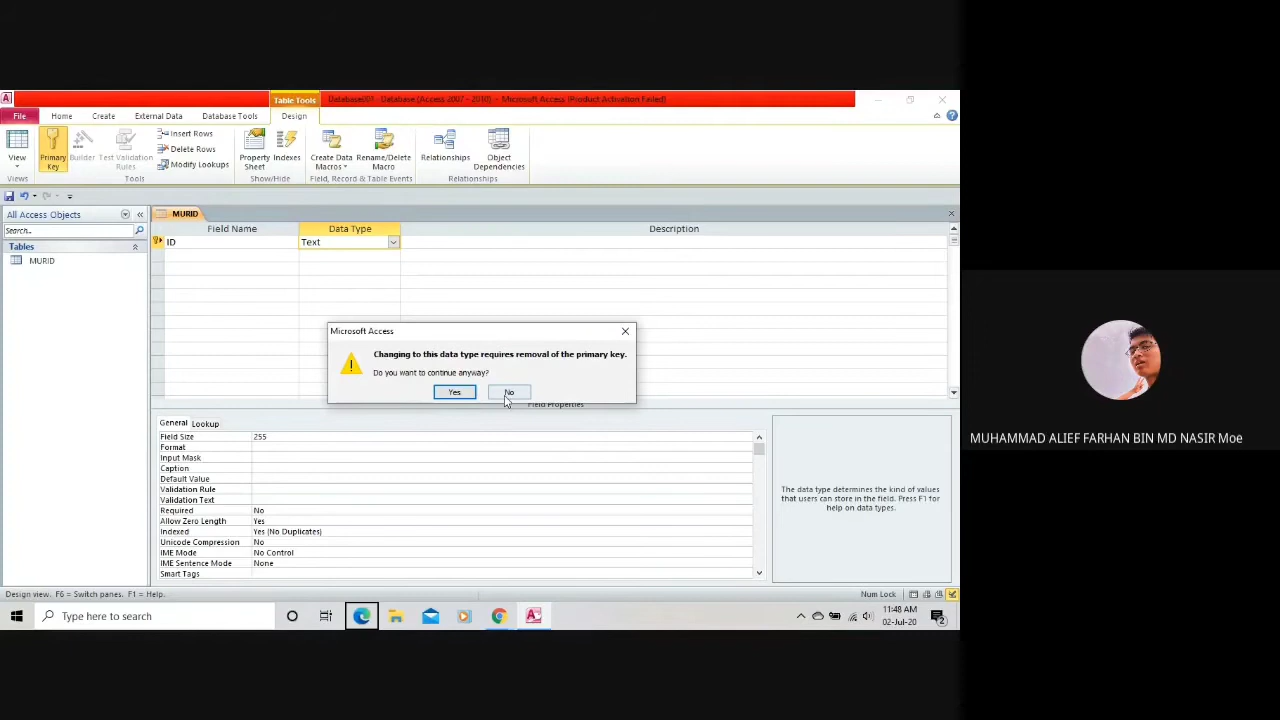 Table Tools
Database001 : Database (Access 2007 - 2010) - Microsoft Access (Product Activation Failed)
File Home Create External Data Database Tools Design
View
Primary Key
Builder
Test Validation Rules
Insert Rows
Delete Rows
Modify Lookups
Property Sheet
Indexes
Create Data Macros
Rename/Delete Macro
Relationships
Object Dependencies
Views Tools Show/Hide Field, Record & Table Events Relationships
All Access Objects
Search...
Tables
MURID
MURID
Field Name Data Type Description
ID Text
Microsoft Access
Changing to this data type requires removal of the primary key.
Do you want to continue anyway?
Yes No
Field Properties
General Lookup
Field Size 255
Format
Input Mask
Caption
Default Value
Validation Rule
Validation Text
Required No
Allow Zero Length Yes
Indexed Yes (No Duplicates)
Unicode Compression No
IME Mode No Control
IME Sentence Mode None
Smart Tags
The data type determines the kind of values
that users can store in the field. Press F1 for
help on data types.
Design view. F6 = Switch panes. F1 = Help.
Num Lock
Type here to search
11:48 AM
02-Jul-20
2
MUHAMMAD ALIEF FARHAN BIN MD NASIR Moe